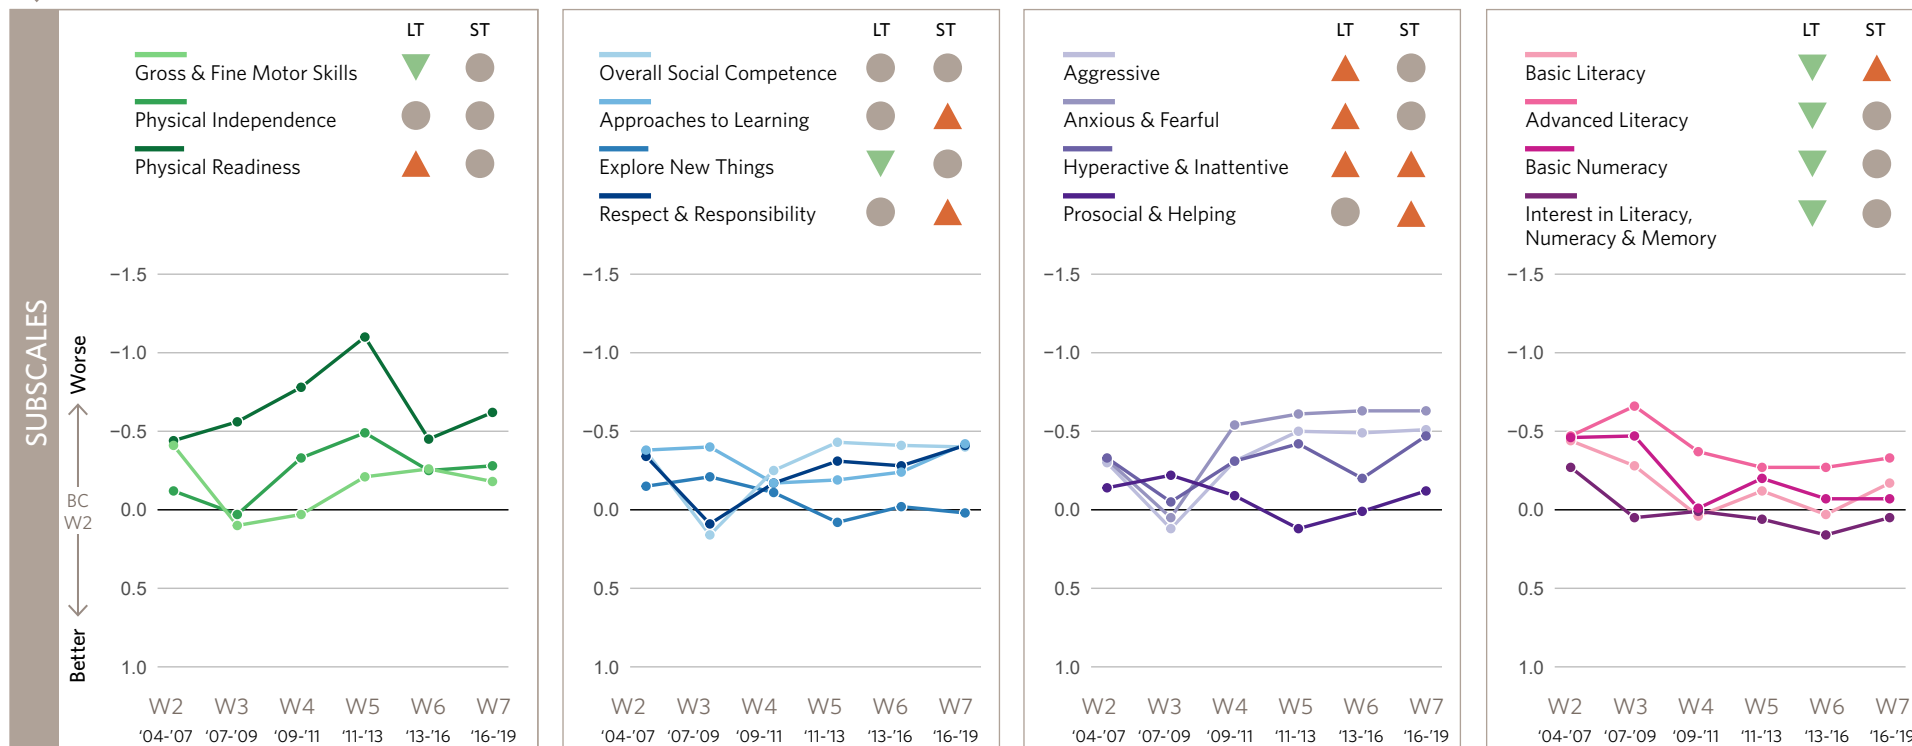 SUBSCALES
Worse
BC
W2
Better
LT ST
Gross & Fine Motor Skills
Physical Independence
Physical Readiness
−1.5
−1.0
−0.5
0.0
0.5
1.0
W2 W3 W4 W5 W6 W7
‘04-’07 ‘07-’09 ‘09-’11 ‘11-’13 ‘13-’16 ‘16-’19
LT ST
Overall Social Competence
Approaches to Learning
Explore New Things
Respect & Responsibility
−1.5
−1.0
−0.5
0.0
0.5
1.0
W2 W3 W4 W5 W6 W7
‘04-’07 ‘07-’09 ‘09-’11 ‘11-’13 ‘13-’16 ‘16-’19
LT ST
Aggressive
Anxious & Fearful
Hyperactive & Inattentive
Prosocial & Helping
−1.5
−1.0
−0.5
0.0
0.5
1.0
W2 W3 W4 W5 W6 W7
‘04-’07 ‘07-’09 ‘09-’11 ‘11-’13 ‘13-’16 ‘16-’19
LT ST
Basic Literacy
Advanced Literacy
Basic Numeracy
Interest in Literacy,
Numeracy & Memory
−1.5
−1.0
−0.5
0.0
0.5
1.0
W2 W3 W4 W5 W6 W7
‘04-’07 ‘07-’09 ‘09-’11 ‘11-’13 ‘13-’16 ‘16-’19